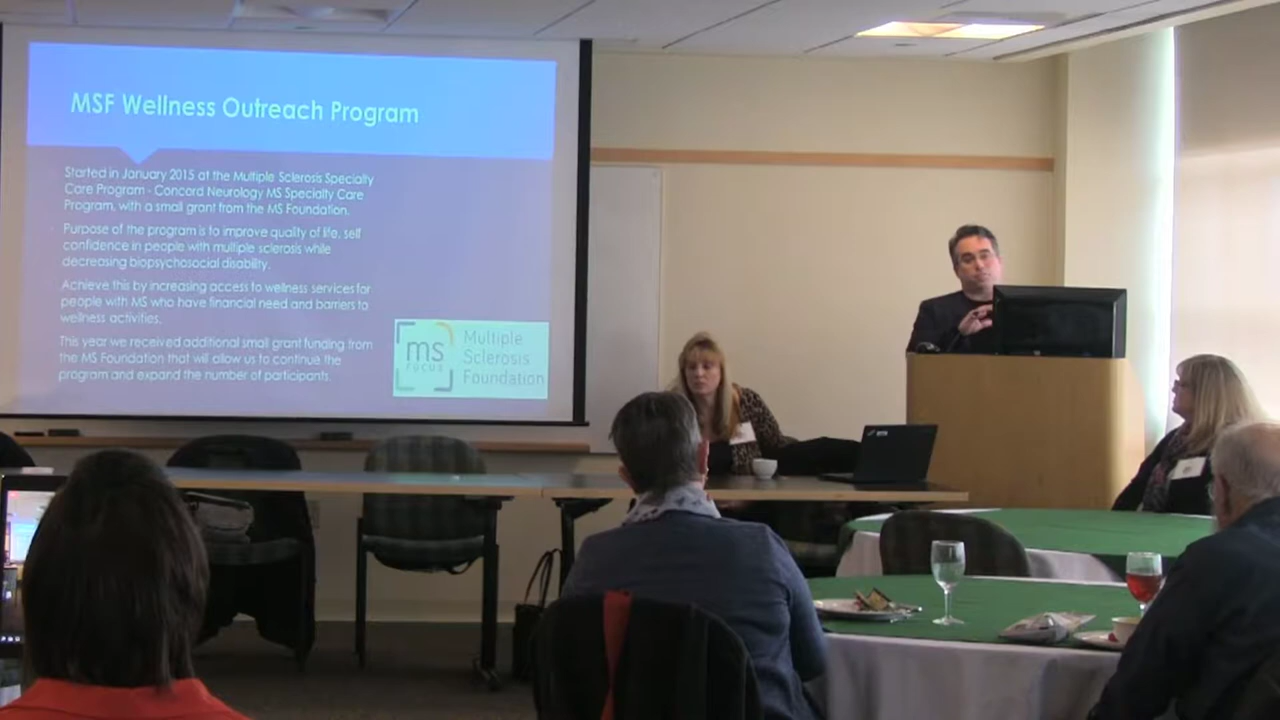 MSF Wellness Outreach Program
Started in January 2015 at the Multiple Sclerosis Specialty
Care Program - Concord Neurology MS Specialty Care
Program, with a small grant from the MS Foundation.
Purpose of the program is to improve quality of life, self
confidence in people with multiple sclerosis while
decreasing biopsychosocial disability.
Achieve this by increasing access to wellness services for
people with MS who have financial need and barriers to
wellness activities.
This year we received additional small grant funding from
the MS Foundation that will allow us to continue the
program and expand the number of participants.
ms
FOCUS
Multiple
Sclerosis
Foundation